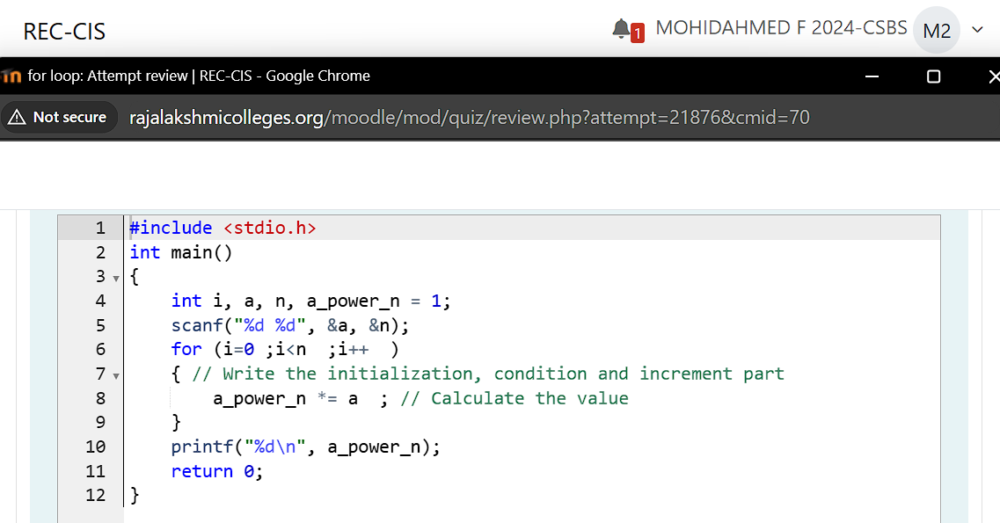 REC-CIS
1 MOHIDAHMED F 2024-CSBS M2
for loop: Attempt review | REC-CIS - Google Chrome
Not secure rajalakshmicolleges.org/moodle/mod/quiz/review.php?attempt=21876&cmid=70
1 #include <stdio.h>
2 int main()
3 {
4     int i, a, n, a_power_n = 1;
5     scanf("%d %d", &a, &n);
6     for (i=0 ;i<n  ;i++  )
7     { // Write the initialization, condition and increment part
8         a_power_n *= a  ; // Calculate the value
9     }
10     printf("%d\n", a_power_n);
11     return 0;
12 }